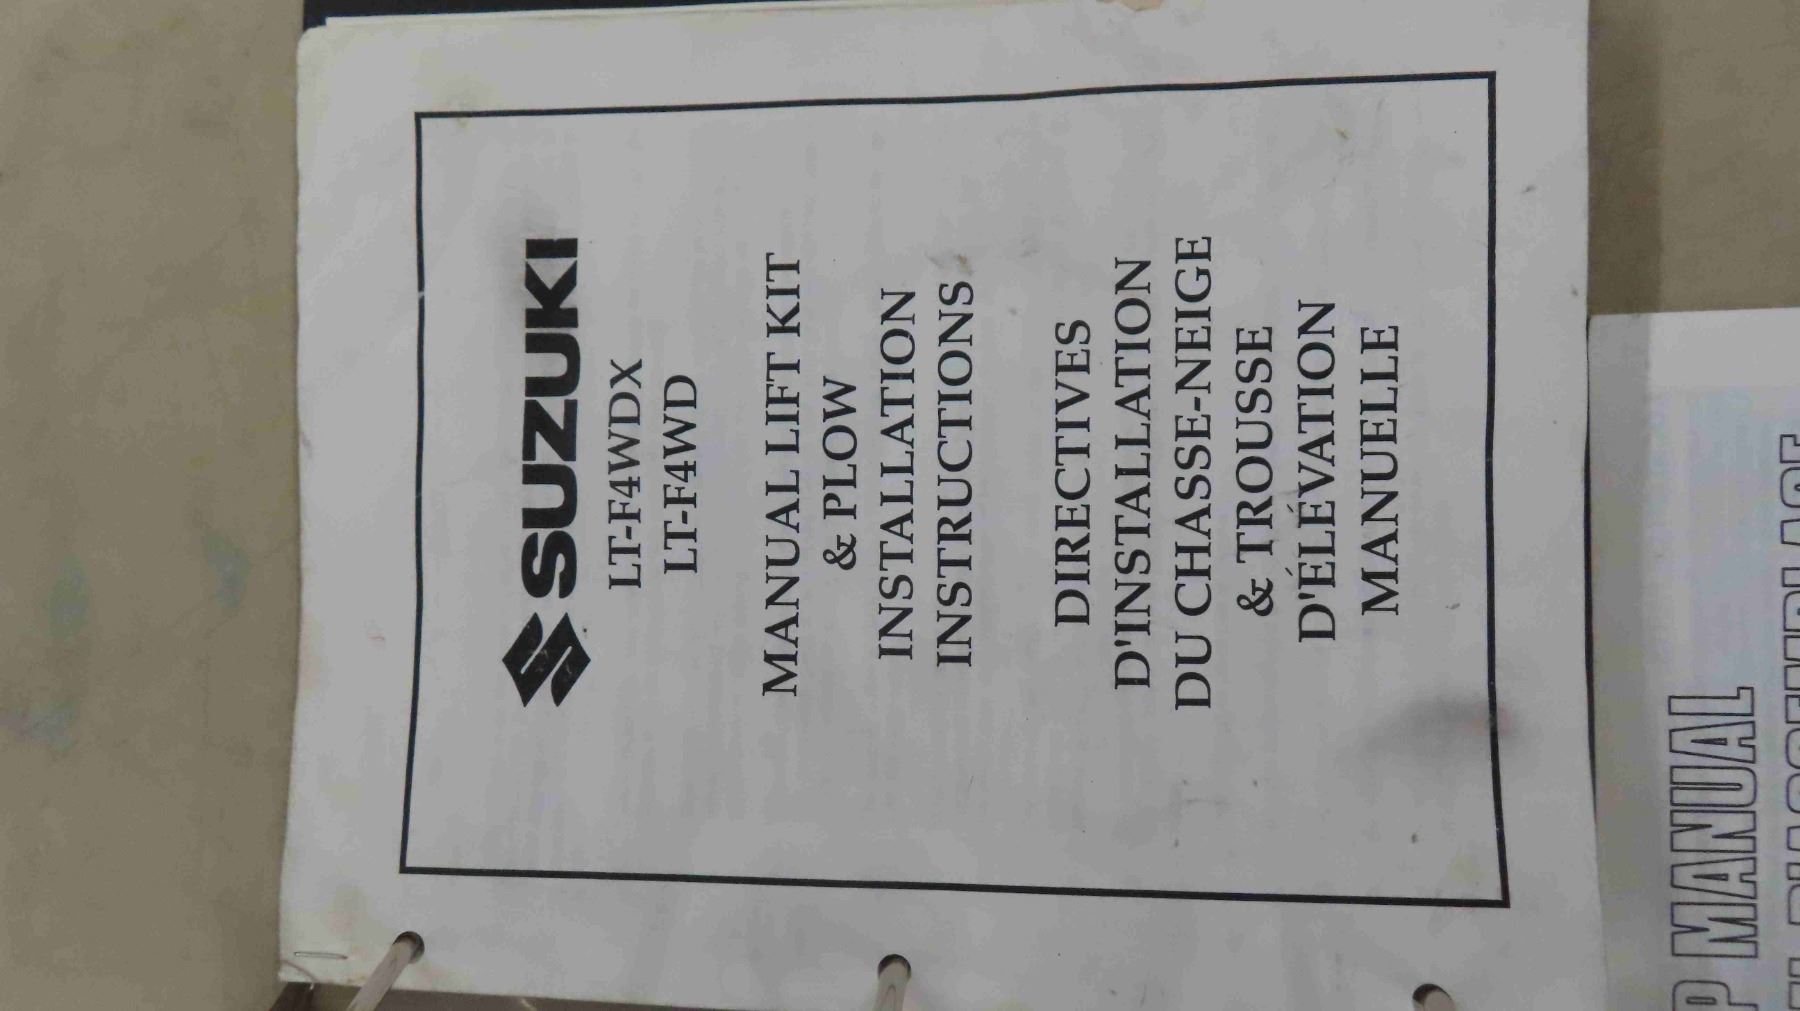 SUZUKI
LT-F4WDX
LT-F4WD
MANUAL LIFT KIT
& PLOW
INSTALLATION
INSTRUCTIONS
DIRECTIVES
D'INSTALLATION
DU CHASSE-NEIGE
& TROUSSE
D'ÉLÉVATION
MANUELLE
P MANUAL